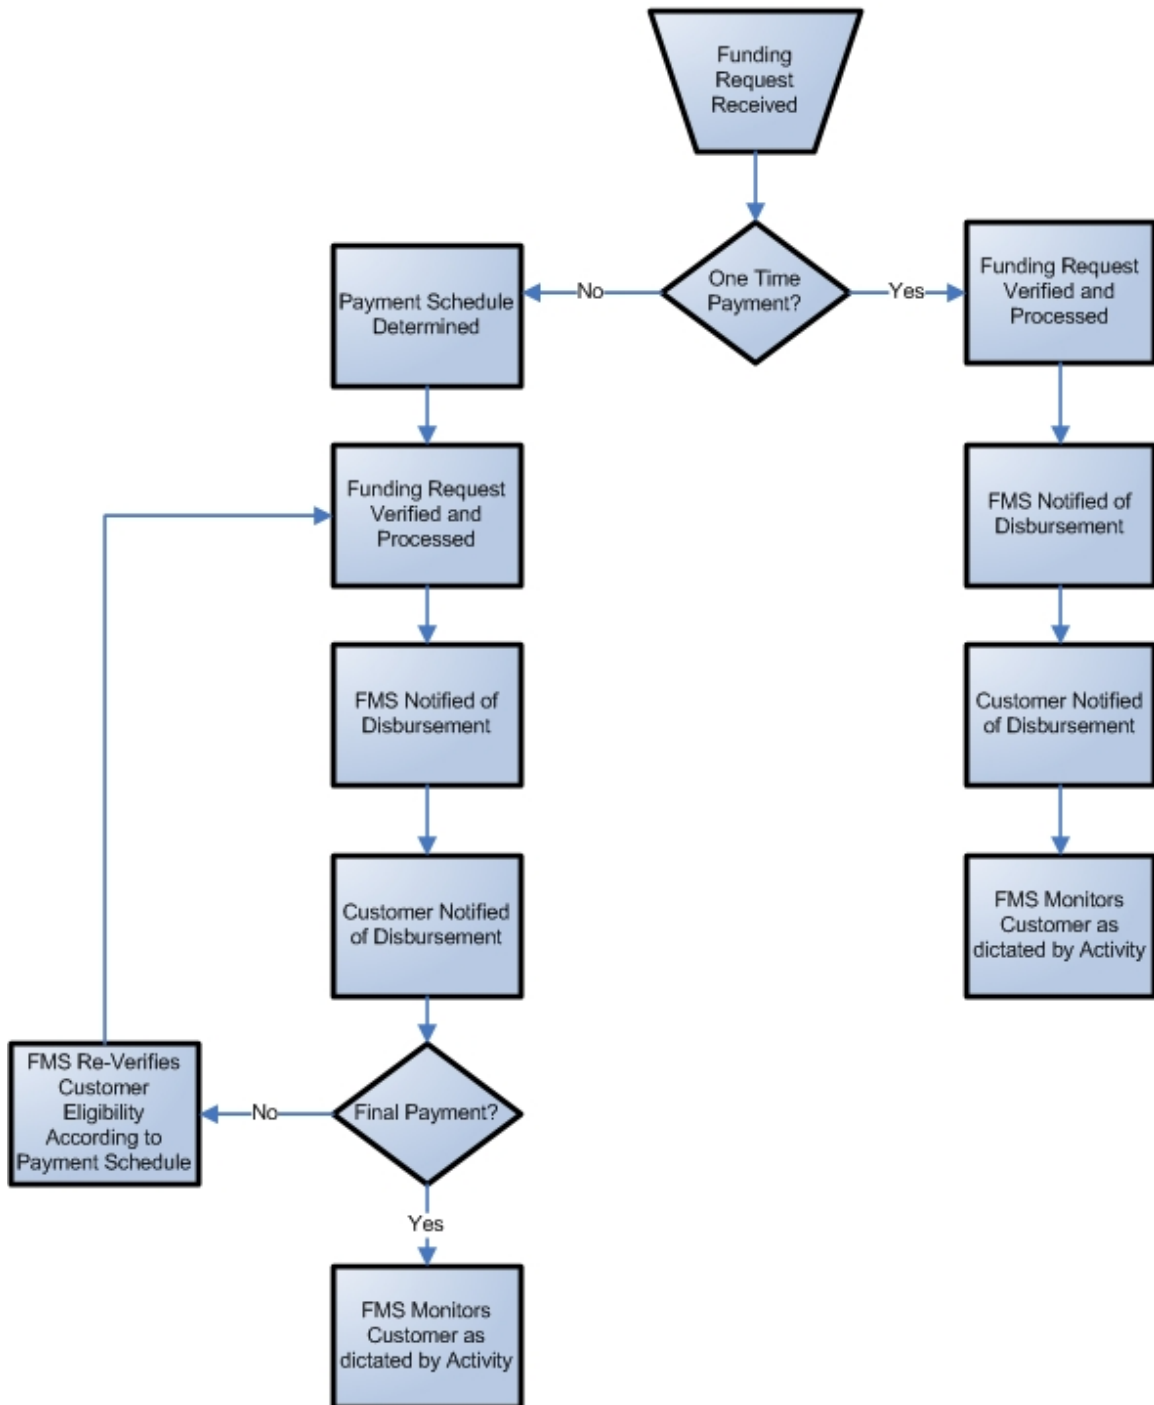 Funding
Request
Received
One Time
Payment?
No
Yes
Payment Schedule
Determined
Funding Request
Verified and
Processed
Funding Request
Verified and
Processed
FMS Notified of
Disbursement
FMS Notified of
Disbursement
Customer Notified
of Disbursement
Customer Notified
of Disbursement
FMS Monitors
Customer as
dictated by Activity
Final Payment?
No
FMS Re-Verifies
Customer
Eligibility
According to
Payment Schedule
Yes
FMS Monitors
Customer as
dictated by Activity